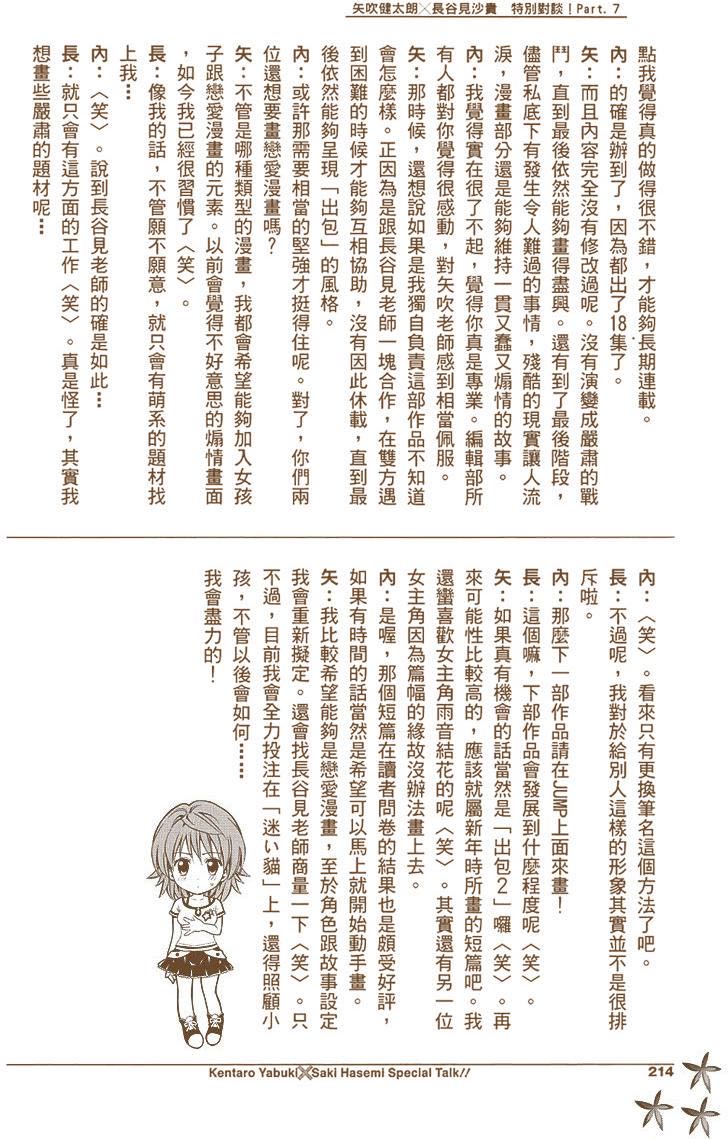 矢吹健太朗×長谷見沙貴　特別對談！Part. 7
點我覺得真的做得很不錯，才能夠長期連載。
內：的確是辦到了，因為都出了18集了。
矢：而且內容完全沒有修改過呢。沒有演變成嚴肅的戰
鬥，直到最後依然能夠畫得盡興。還有到了最後階段，
儘管私底下有發生令人難過的事情，殘酷的現實讓人流
淚，漫畫部分還是能夠維持一貫又蠢又煽情的故事。
內：我覺得實在很了不起，覺得你真是專業。編輯部所
有人都對你覺得很感動，對矢吹老師感到相當佩服。
矢：那時候，還想說如果是我獨自負責這部作品不知道
會怎麼樣。正因為是跟長谷見老師一塊合作，在雙方遇
到困難的時候才能夠互相協助，沒有因此休載，直到最
後依然能夠呈現「出包」的風格。
內：或許那需要相當的堅強才挺得住呢。對了，你們兩
位還想要畫戀愛漫畫嗎？
矢：不管是哪種類型的漫畫，我都會希望能夠加入女孩
子跟戀愛漫畫的元素。以前會覺得不好意思的煽情畫面
，如今我已經很習慣了〈笑〉。
長：像我的話，不管願不願意，就只會有萌系的題材找
上我…
內：〈笑〉。說到長谷見老師的確是如此…
長：就只會有這方面的工作〈笑〉。真是怪了，其實我
想畫些嚴肅的題材呢…
內：〈笑〉。看來只有更換筆名這個方法了吧。
長：不過呢，我對於給別人這樣的形象其實並不是很排
斥啦。
內：那麼下一部作品請在JUMP上面來畫！
長：這個嘛，下部作品會發展到什麼程度呢〈笑〉。
矢：如果真有機會的話當然是「出包２」囉〈笑〉。再
來可能性比較高的，應該就屬新年時所畫的短篇吧。我
還蠻喜歡女主角雨音結花的呢〈笑〉。其實還有另一位
女主角因為篇幅的緣故沒辦法畫上去。
內：是喔，那個短篇在讀者問卷的結果也是頗受好評，
如果有時間的話當然是希望可以馬上就開始動手畫。
矢：我比較希望能夠是戀愛漫畫，至於角色跟故事設定
我會重新擬定。還會找長谷見老師商量一下〈笑〉。只
不過，目前我會全力投注在「迷い貓」上，還得照顧小
孩，不管以後會如何……
我會盡力的！
Kentaro Yabuki×Saki Hasemi Special Talk//
214